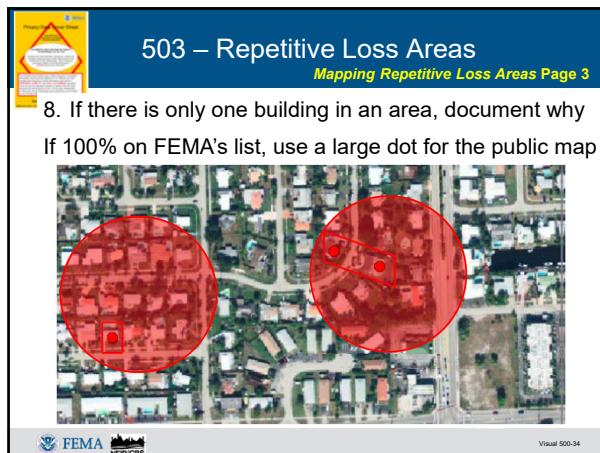 503 – Repetitive Loss Areas
Mapping Repetitive Loss Areas Page 3
8. If there is only one building in an area, document why
If 100% on FEMA's list, use a large dot for the public map
FEMA
NFIP/CRS
Visual 500-34